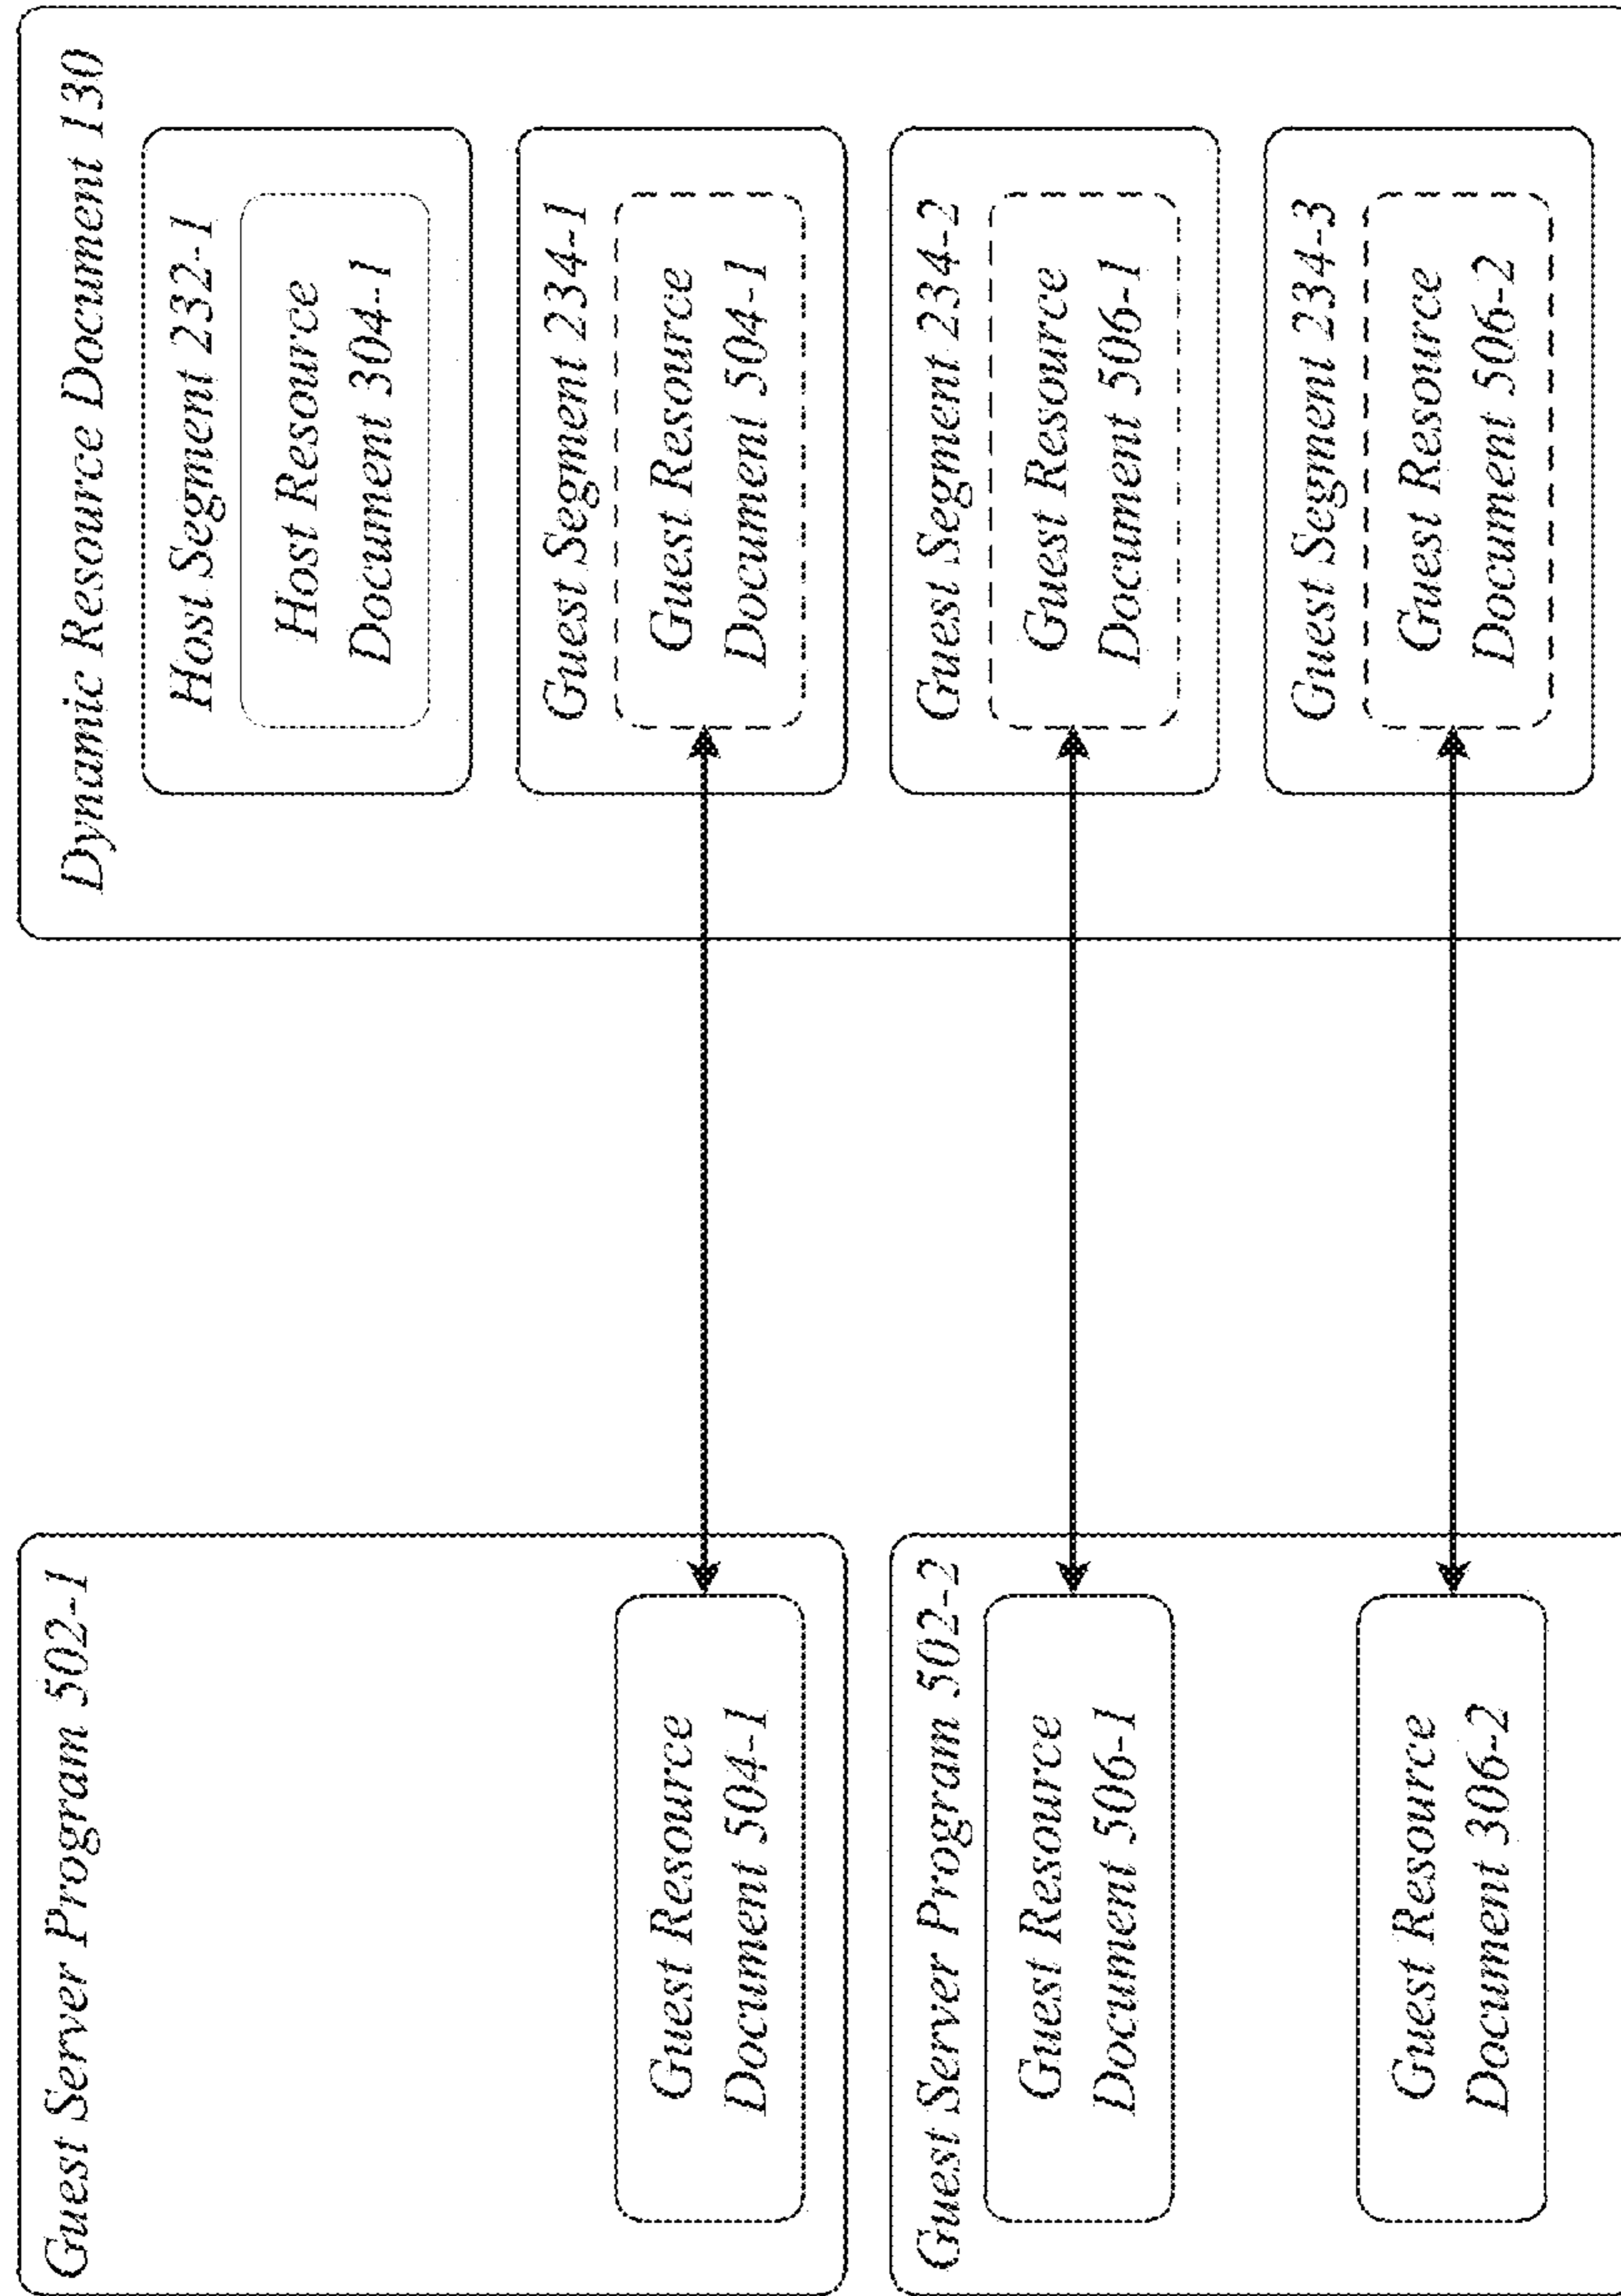 Guest Server Program 502-1
Guest Resource
Document 504-1
Guest Server Program 502-2
Guest Resource
Document 506-1
Guest Resource
Document 306-2
Dynamic Resource Document 130
Host Segment 232-1
Host Resource
Document 304-1
Guest Segment 234-1
Guest Resource
Document 504-1
Guest Segment 234-2
Guest Resource
Document 506-1
Guest Segment 234-3
Guest Resource
Document 506-2